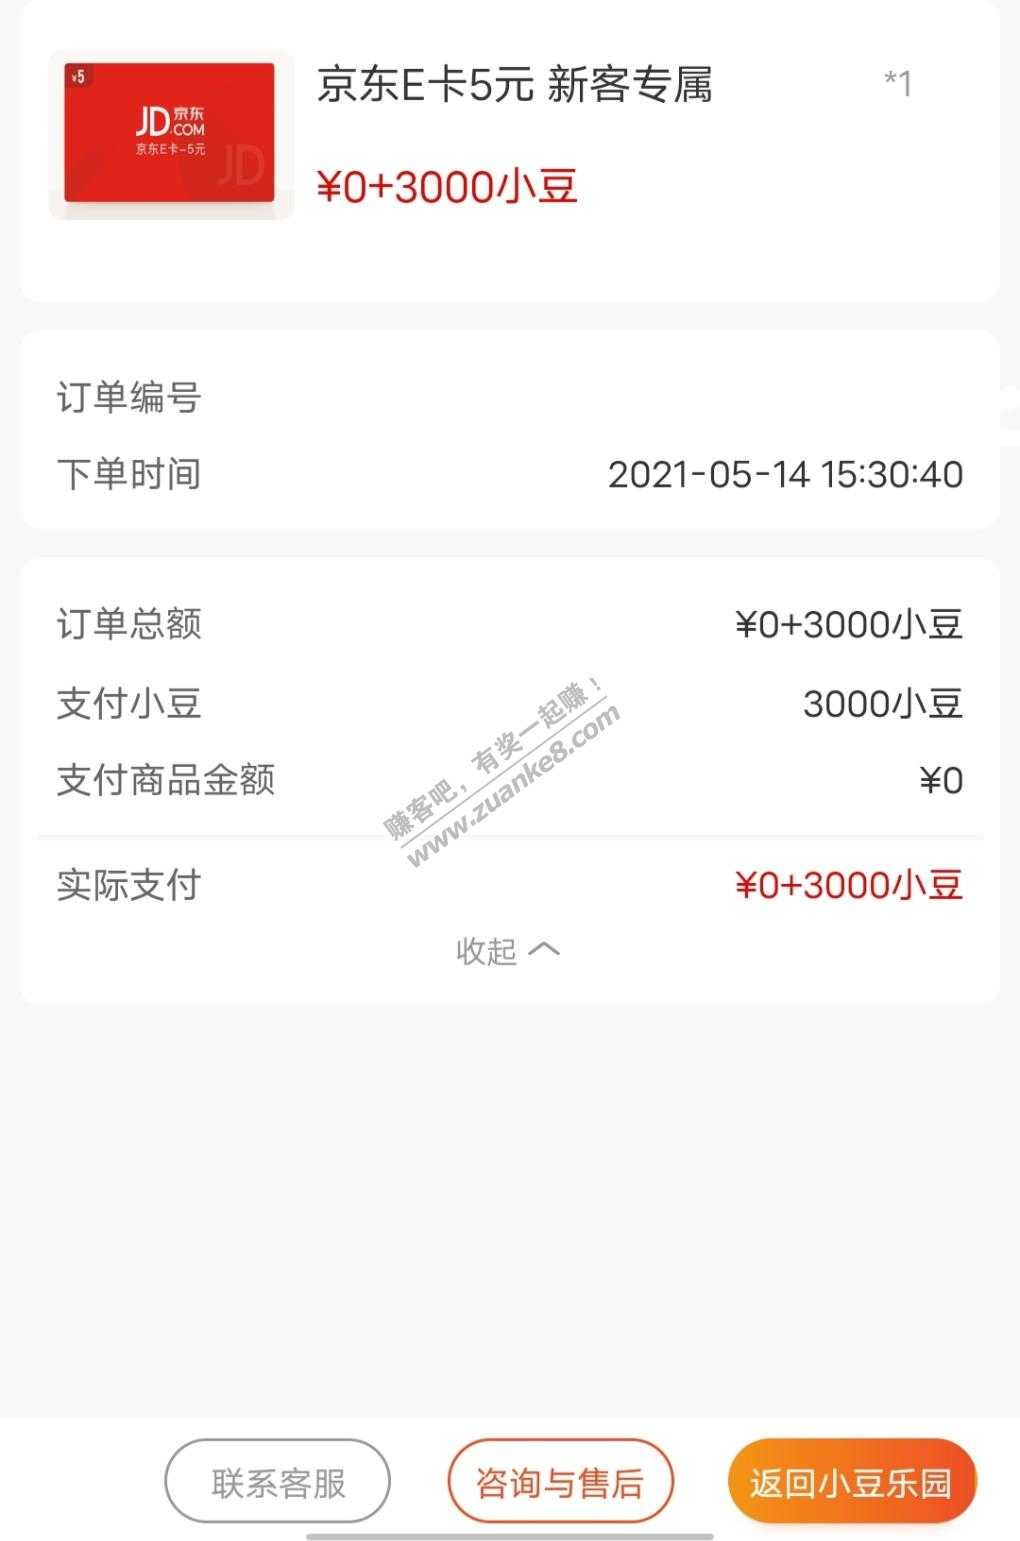 ¥5
JD.COM 京东
京东E卡-5元
JD
京东E卡5元 新客专属
*1
¥0+3000小豆
订单编号
下单时间 2021-05-14 15:30:40
订单总额 ¥0+3000小豆
支付小豆 3000小豆
支付商品金额 ¥0
赚客吧，有奖一起赚！
www.zuanke8.com
实际支付 ¥0+3000小豆
收起
联系客服
咨询与售后
返回小豆乐园